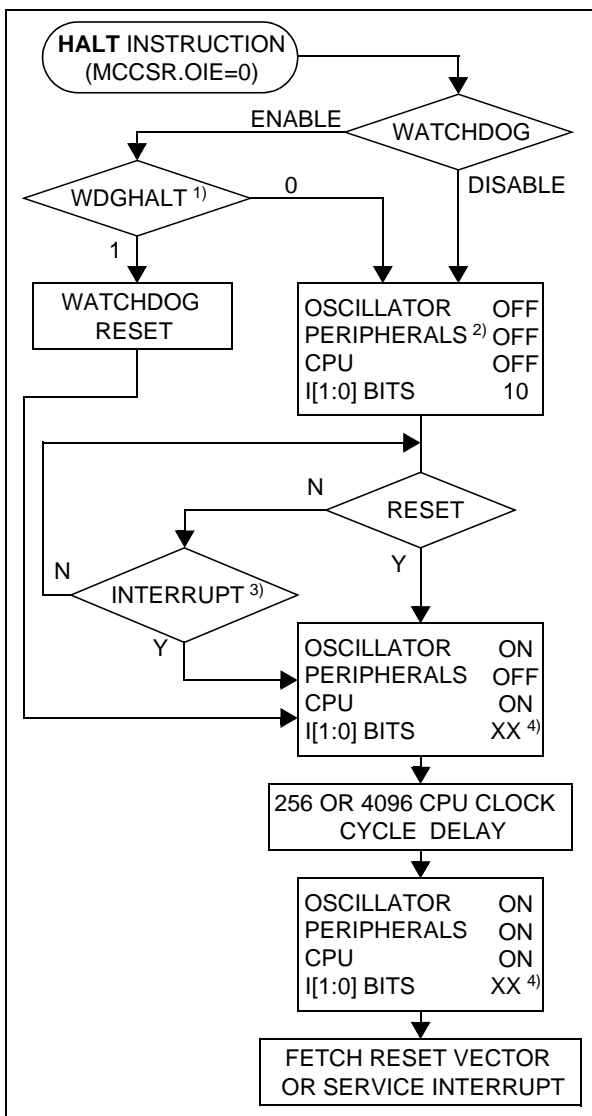 HALT INSTRUCTION
(MCCSR.OIE=0)
ENABLE
WATCHDOG
WDGHALT 1)
0
DISABLE
1
WATCHDOG
RESET
OSCILLATOR OFF
PERIPHERALS 2) OFF
CPU OFF
I[1:0] BITS 10
N
RESET
N
Y
INTERRUPT 3)
Y
OSCILLATOR ON
PERIPHERALS OFF
CPU ON
I[1:0] BITS XX 4)
256 OR 4096 CPU CLOCK
CYCLE DELAY
OSCILLATOR ON
PERIPHERALS ON
CPU ON
I[1:0] BITS XX 4)
FETCH RESET VECTOR
OR SERVICE INTERRUPT